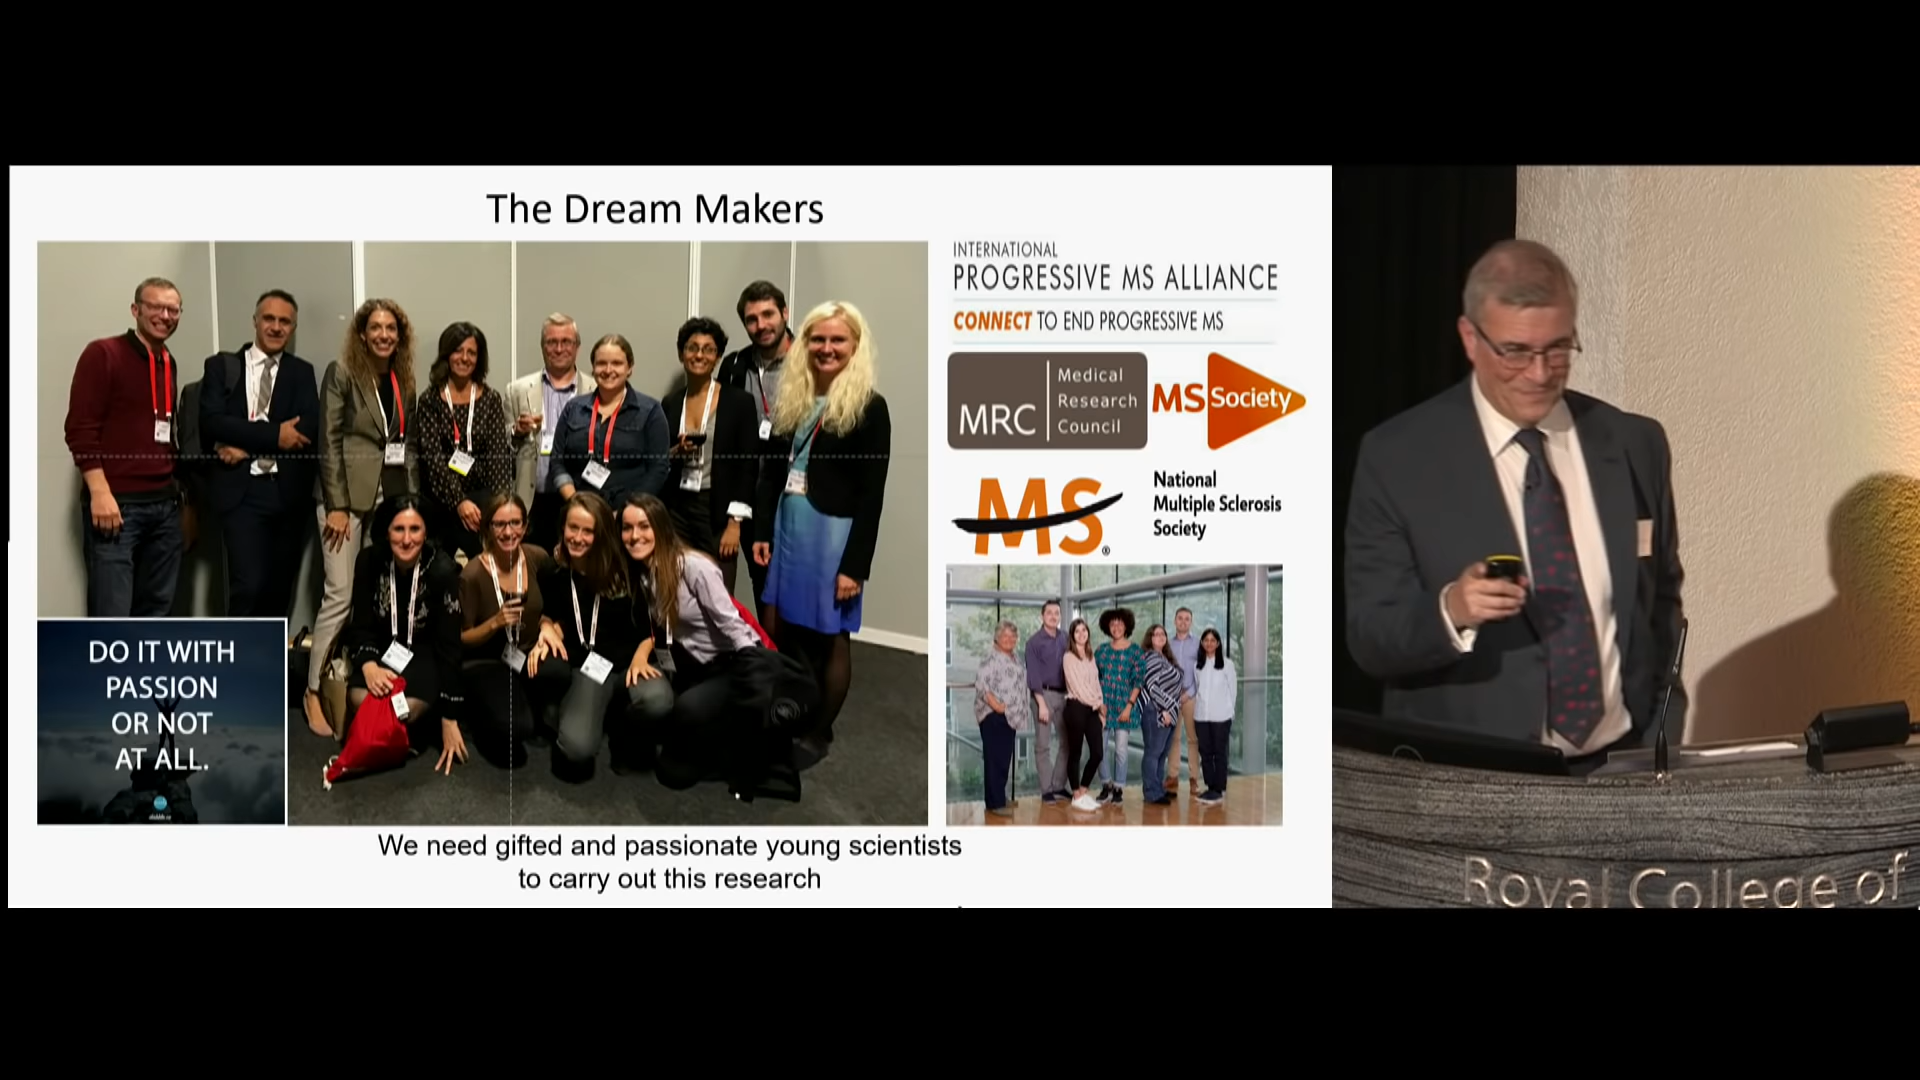 The Dream Makers
DO IT WITH
PASSION
OR NOT
AT ALL.
INTERNATIONAL
PROGRESSIVE MS ALLIANCE
CONNECT TO END PROGRESSIVE MS
MRC
Medical
Research
Council
MS Society
MS®
National
Multiple Sclerosis
Society
We need gifted and passionate young scientists
to carry out this research
Royal College of